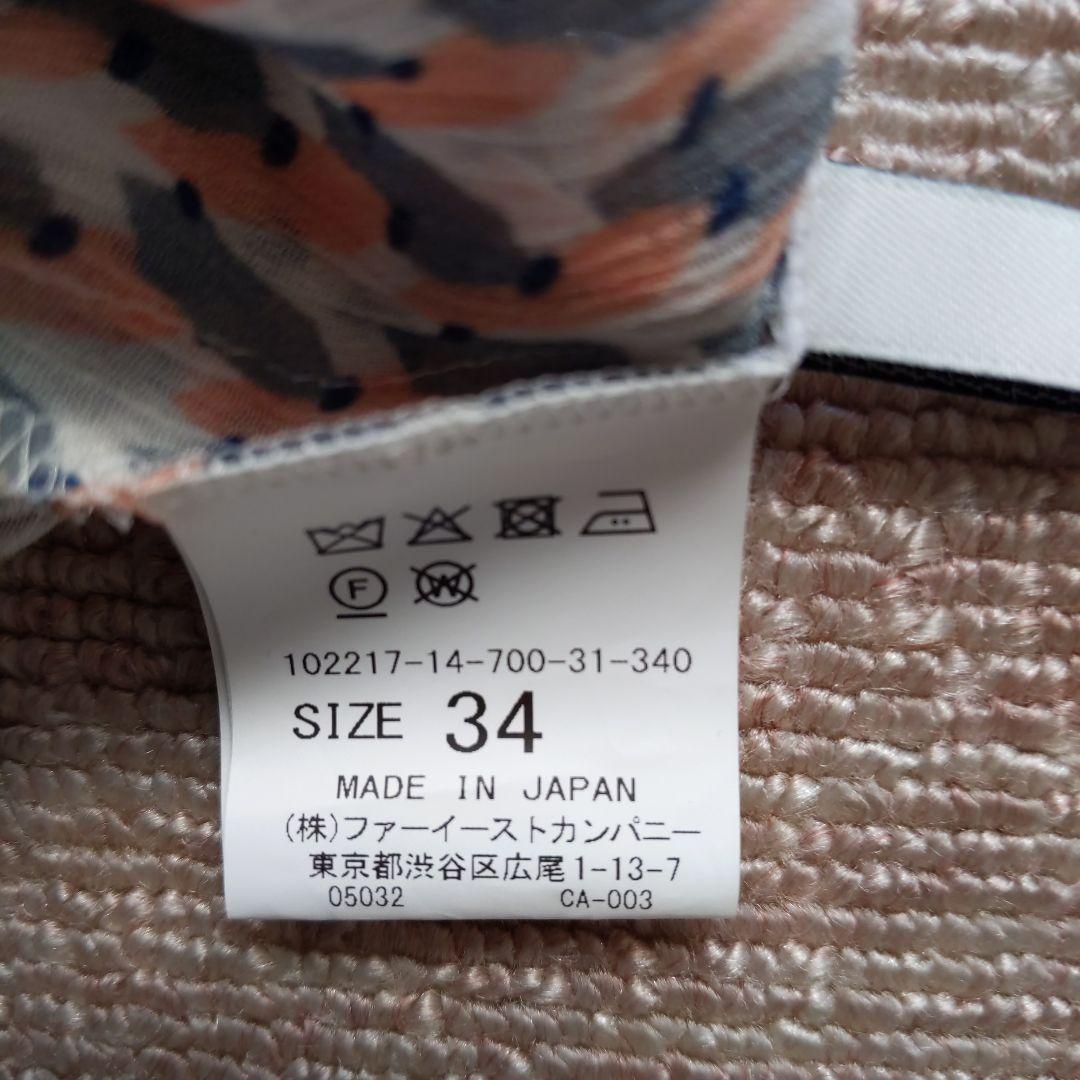 F W
102217-14-700-31-340
SIZE 34
MADE IN JAPAN
(株)ファーイーストカンパニー
東京都渋谷区広尾1-13-7
05032 CA-003